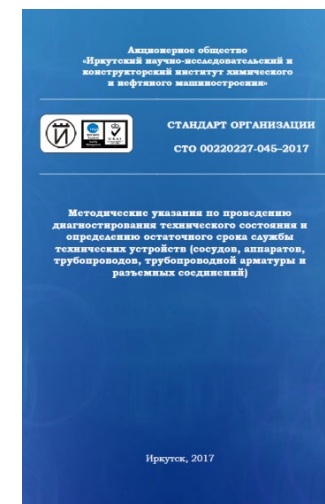 Акционерное общество
«Иркутский научно-исследовательский и
конструкторский институт химического
и нефтяного машиностроения»
СТАНДАРТ ОРГАНИЗАЦИИ
СТО 00220227-045–2017
Методические указания по проведению
диагностирования технического состояния и
определению остаточного срока службы
технических устройств (сосудов, аппаратов,
трубопроводов, трубопроводной арматуры и
разъемных соединений)
Иркутск, 2017